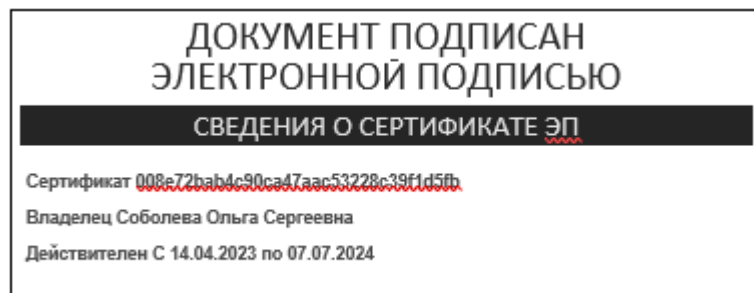 ДОКУМЕНТ ПОДПИСАН
ЭЛЕКТРОННОЙ ПОДПИСЬЮ
СВЕДЕНИЯ О СЕРТИФИКАТЕ ЭП
Сертификат 008e72bab4c90ca47aac53228c39f1d5fb
Владелец Соболева Ольга Сергеевна
Действителен С 14.04.2023 по 07.07.2024